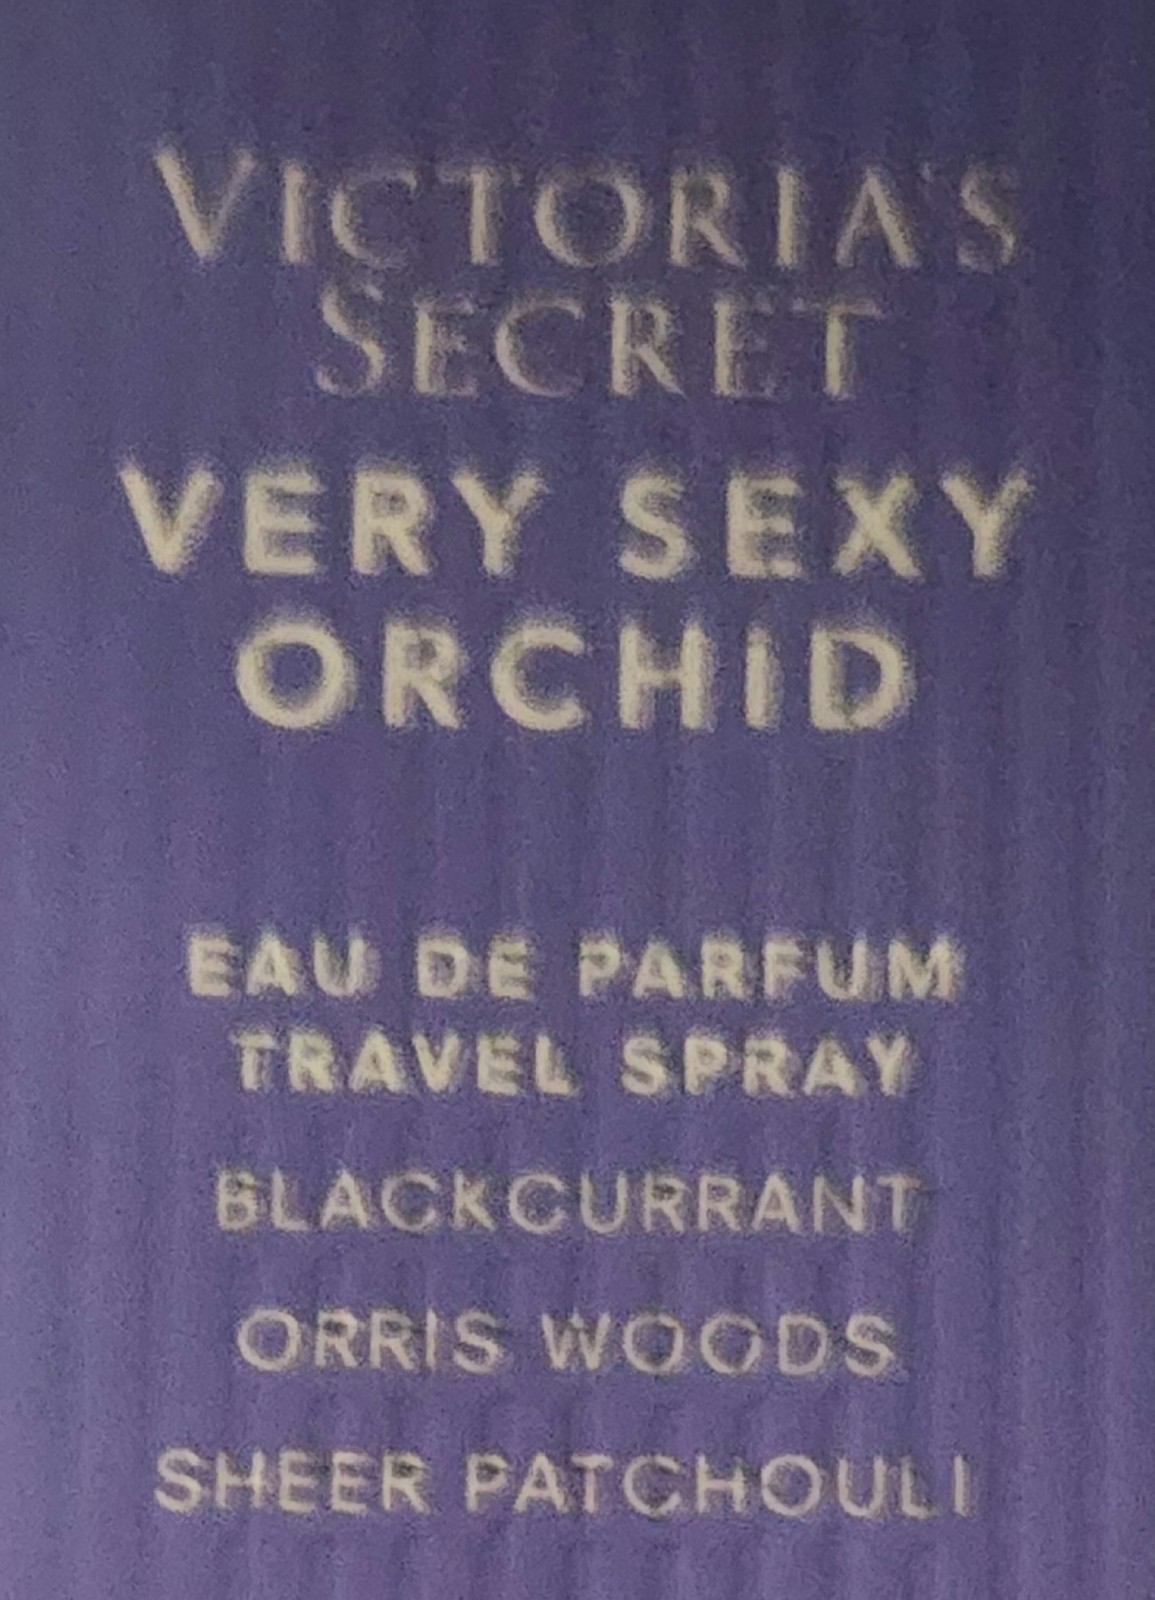 VICTORIA'S
SECRET
VERY SEXY
ORCHID
EAU DE PARFUM
TRAVEL SPRAY
BLACKCURRANT
ORRIS WOODS
SHEER PATCHOULI